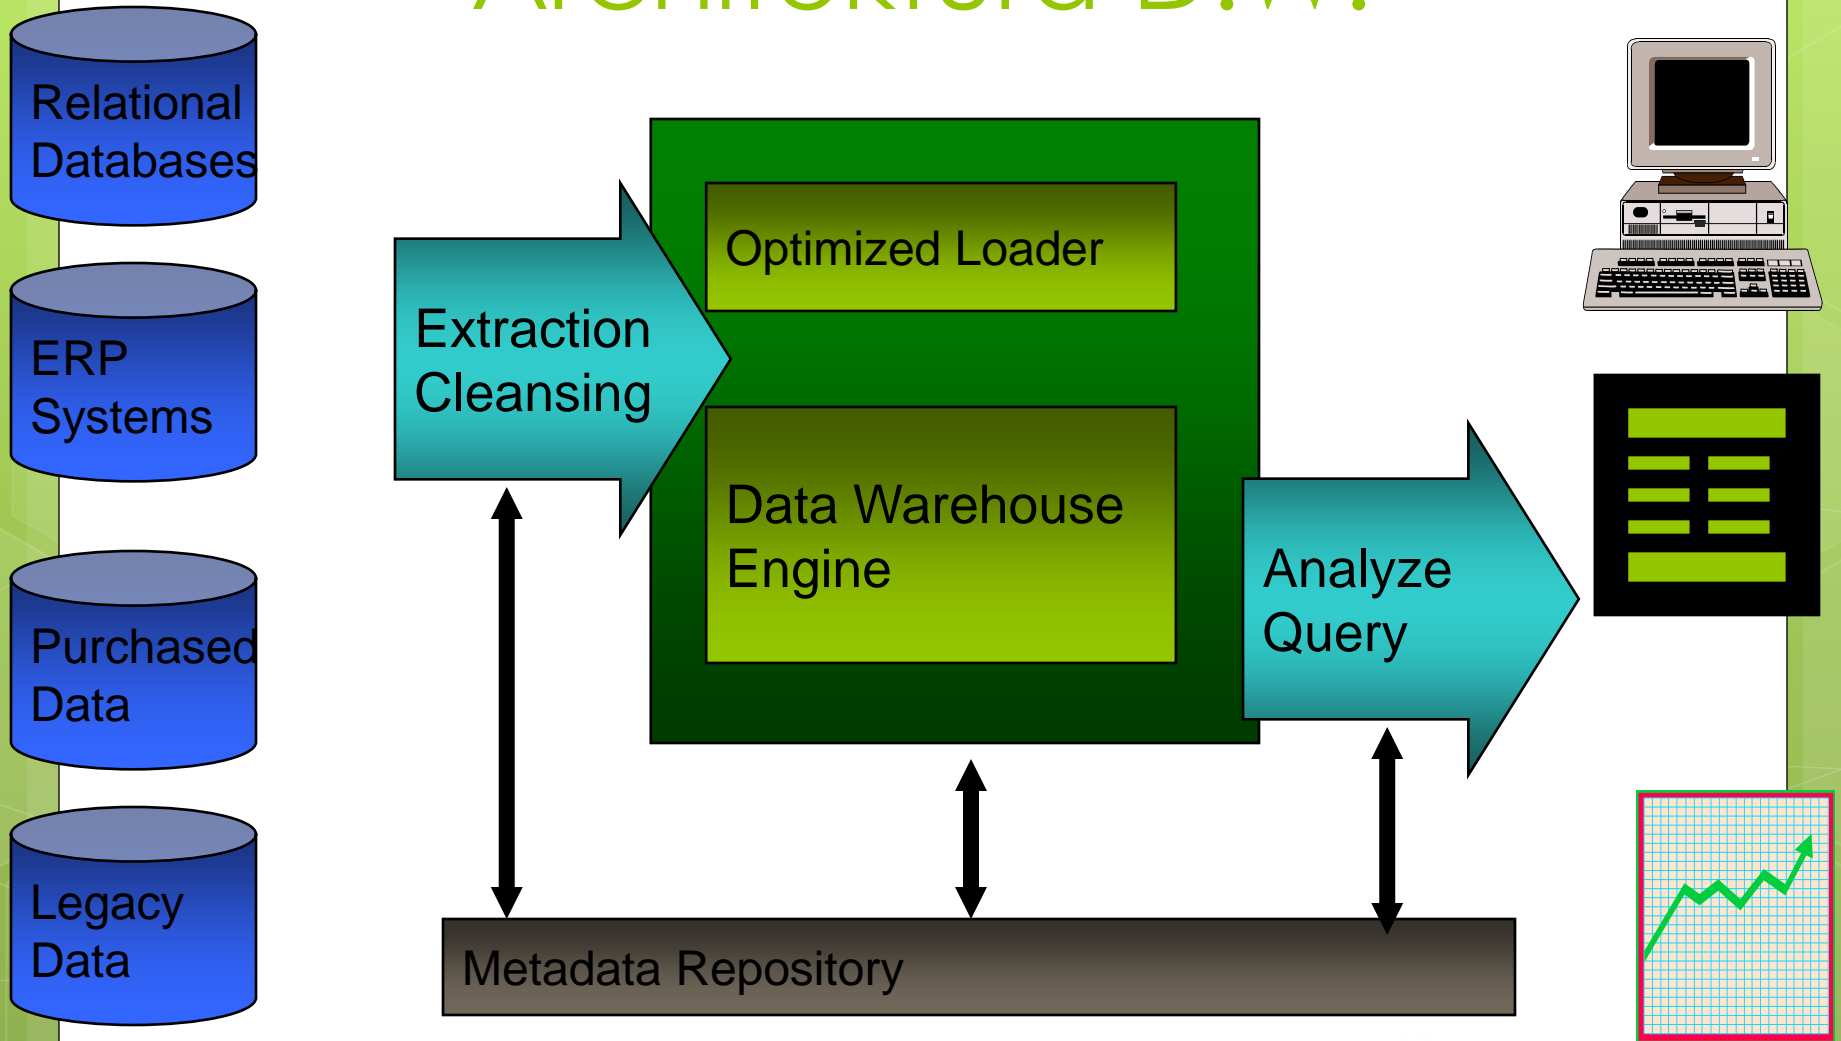 Architektura D.W.
Relational
Databases
ERP
Systems
Purchased
Data
Legacy
Data
Extraction
Cleansing
Optimized Loader
Data Warehouse
Engine
Analyze
Query
Metadata Repository